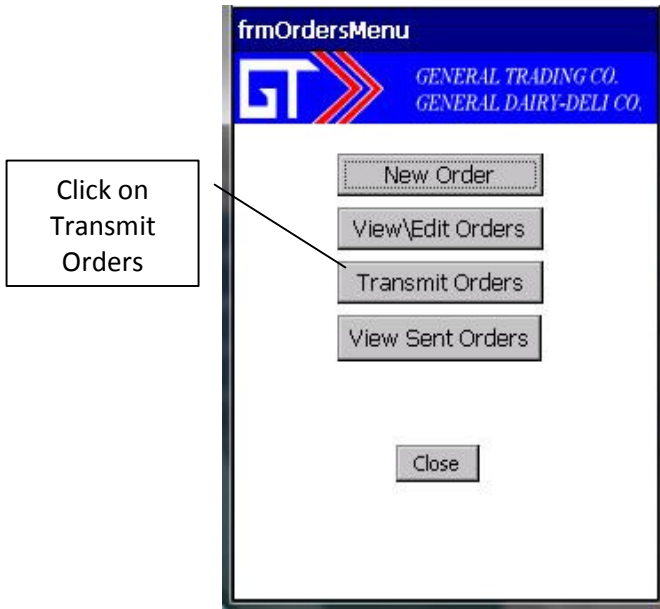 frmOrdersMenu
GT
GENERAL TRADING CO.
GENERAL DAIRY-DELI CO.
Click on
Transmit
Orders
New Order
View\Edit Orders
Transmit Orders
View Sent Orders
Close